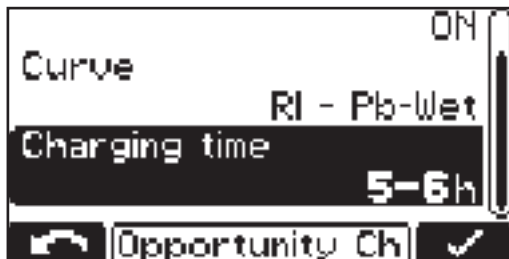 ON
Curve
RI - Pb-Wet
Charging time
5-6h
Opportunity Ch